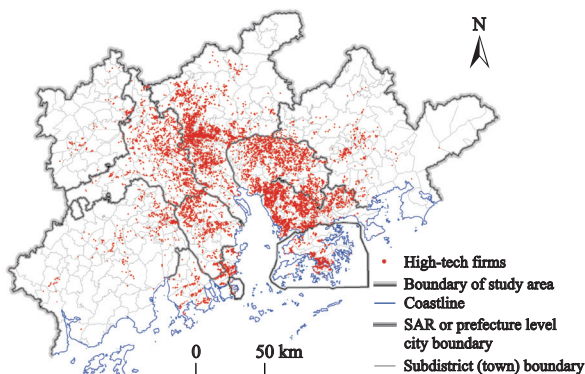 N
High-tech firms
Boundary of study area
Coastline
SAR or prefecture level
city boundary
Subdistrict (town) boundary
0 50 km